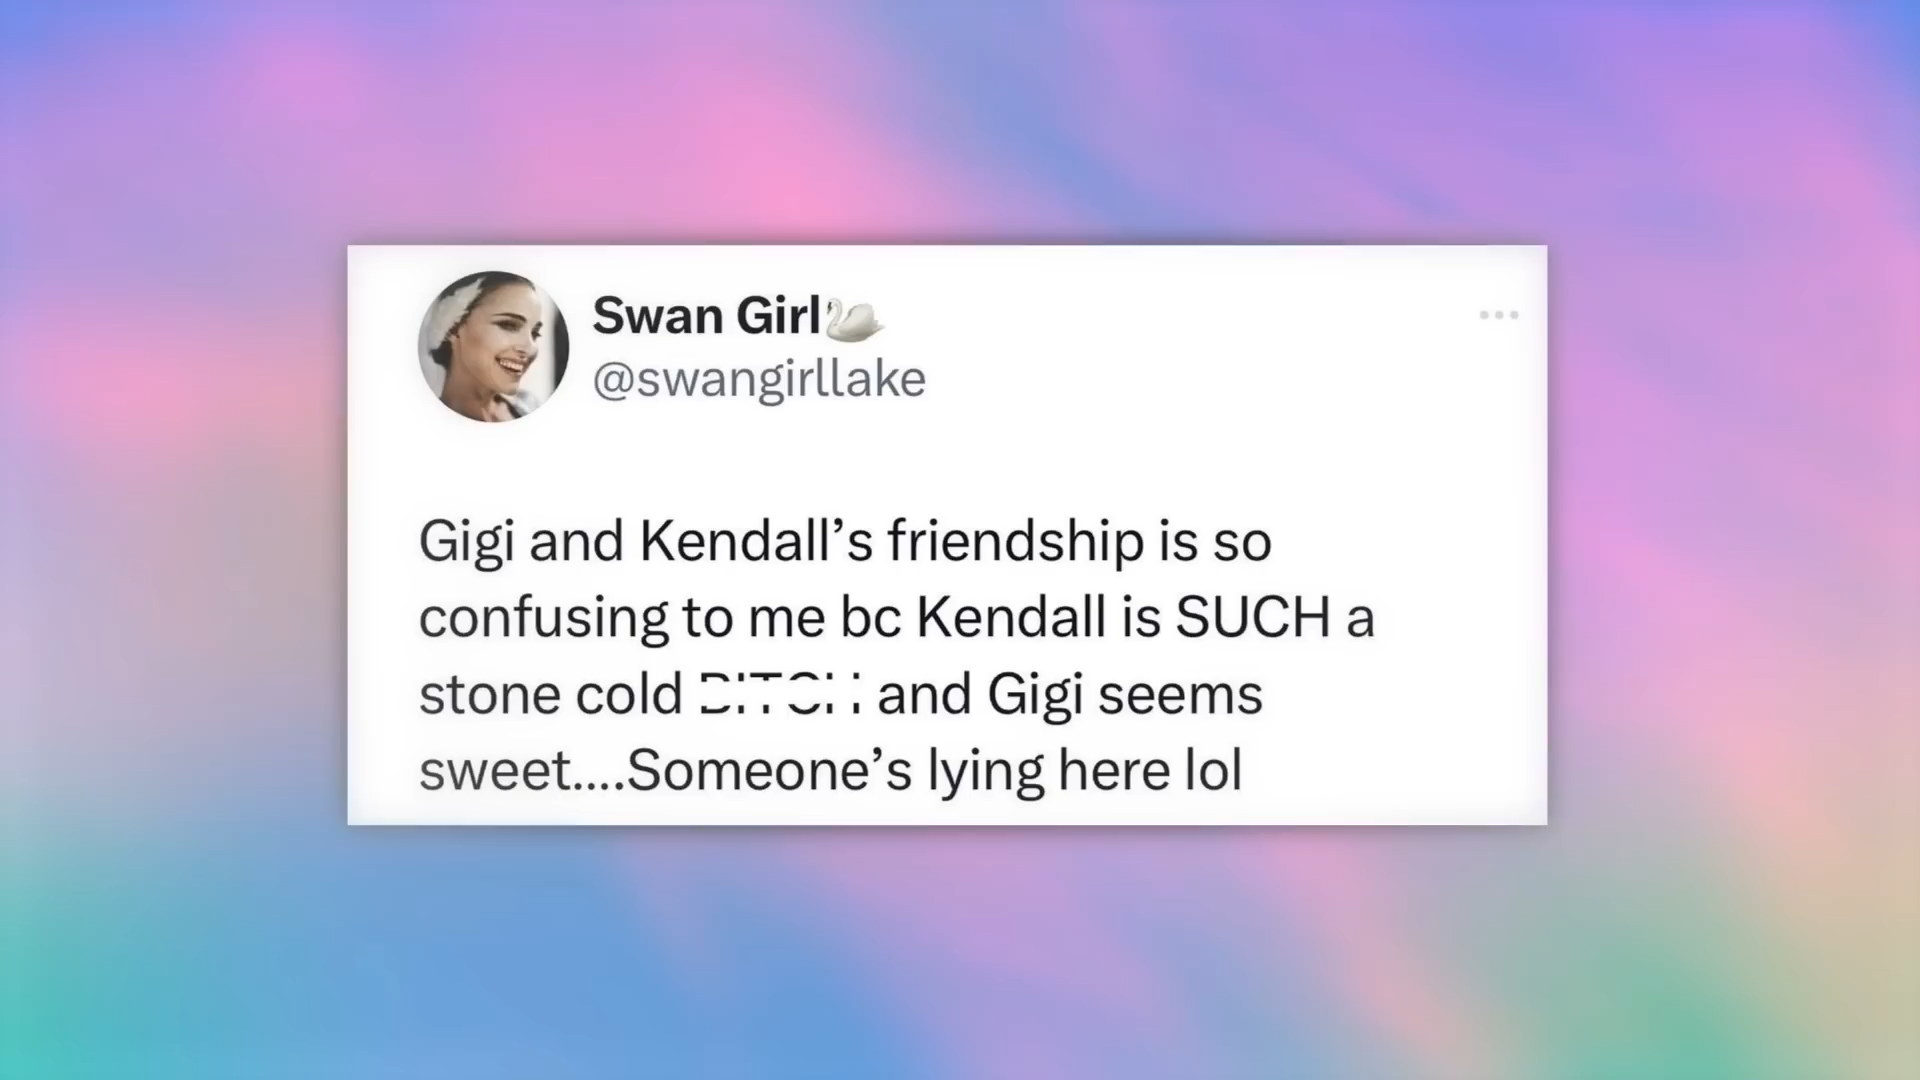 Swan Girl🦢
@swangirllake
Gigi and Kendall’s friendship is so
confusing to me bc Kendall is SUCH a
stone cold BITCH and Gigi seems
sweet....Someone’s lying here lol